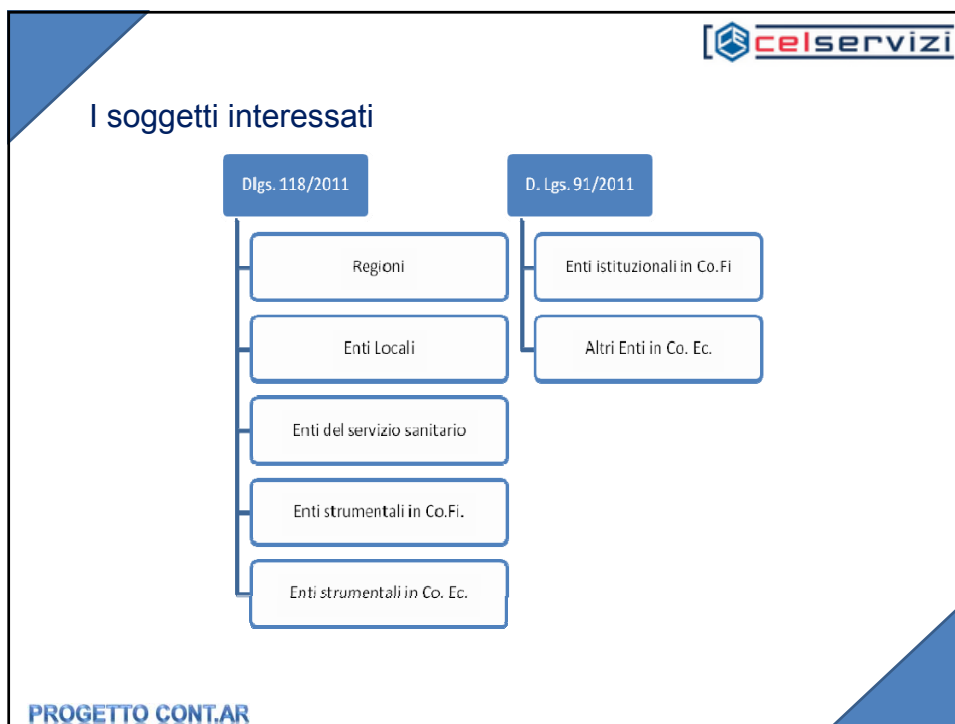 celservizi
I soggetti interessati
Dlgs. 118/2011
Regioni
Enti Locali
Enti del servizio sanitario
Enti strumentali in Co.Fi.
Enti strumentali in Co. Ec.
D. Lgs. 91/2011
Enti istituzionali in Co.Fi
Altri Enti in Co. Ec.
PROGETTO CONT.AR